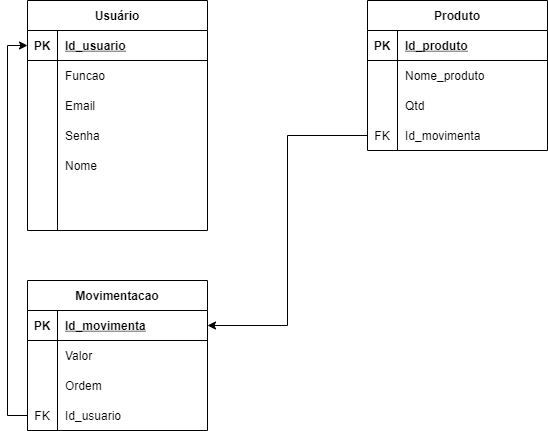 Usuário
PK Id_usuario
Funcao
Email
Senha
Nome
Produto
PK Id_produto
Nome_produto
Qtd
FK Id_movimenta
Movimentacao
PK Id_movimenta
Valor
Ordem
FK Id_usuario